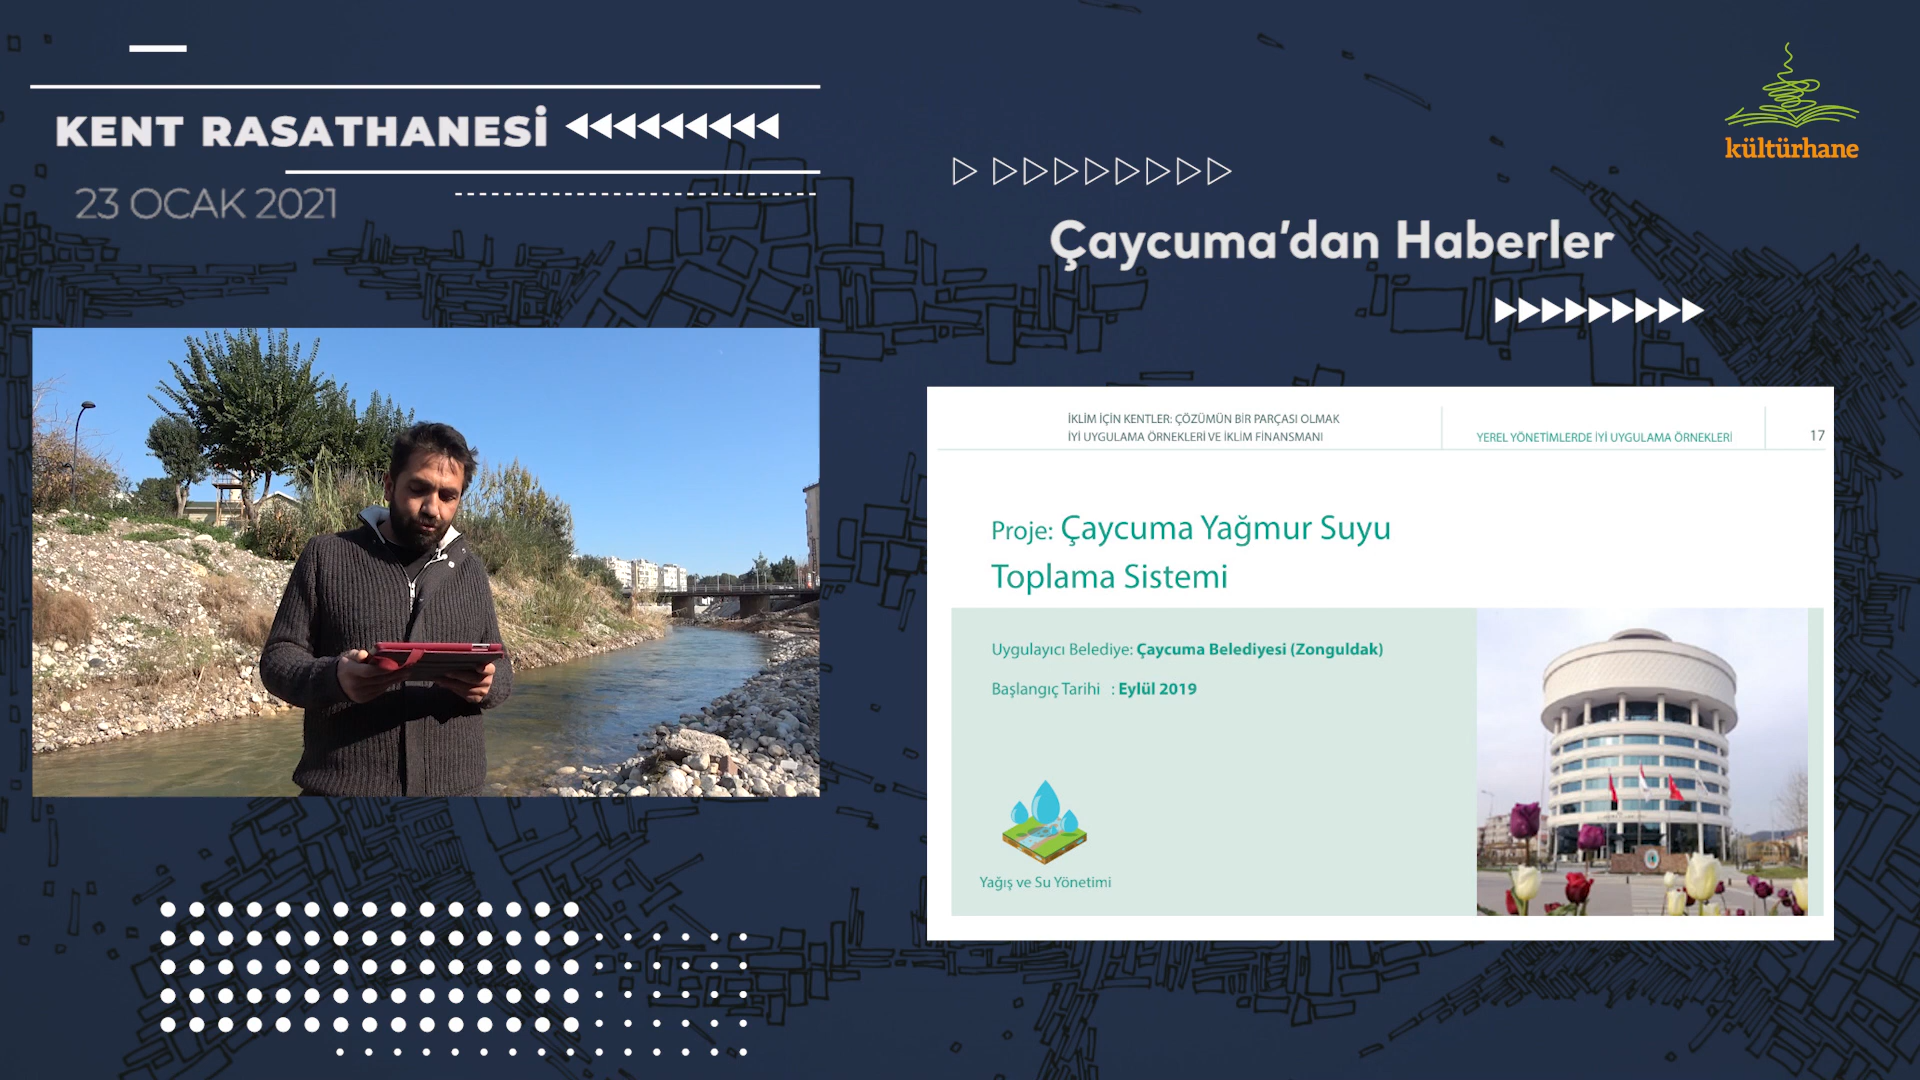 KENT RASATHANESİ
23 OCAK 2021
kültürhane
Çaycuma'dan Haberler
İKLİM İÇİN KENTLER: ÇÖZÜMÜN BİR PARÇASI OLMAK
İYİ UYGULAMA ÖRNEKLERİ VE İKLİM FİNANSMANI
YEREL YÖNETİMLERDE İYİ UYGULAMA ÖRNEKLERİ
17
Proje: Çaycuma Yağmur Suyu
Toplama Sistemi
Uygulayıcı Belediye: Çaycuma Belediyesi (Zonguldak)
Başlangıç Tarihi : Eylül 2019
Yağış ve Su Yönetimi